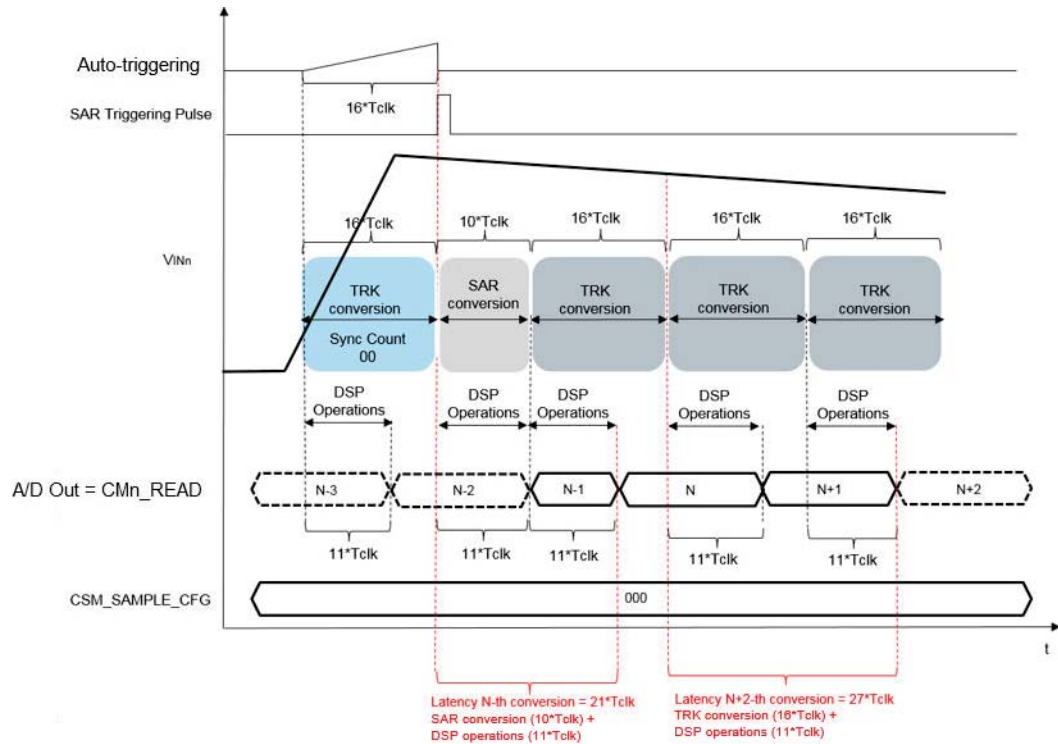 Auto-triggering
16*Tclk
SAR Triggering Pulse
16*Tclk
10*Tclk
16*Tclk
16*Tclk
16*Tclk
VINn
TRK
conversion
Sync Count
00
SAR
conversion
TRK
conversion
TRK
conversion
TRK
conversion
DSP
Operations
DSP
Operations
DSP
Operations
DSP
Operations
DSP
Operations
A/D Out = CMn_READ
N-3
N-2
N-1
N
N+1
N+2
11*Tclk
11*Tclk
11*Tclk
11*Tclk
11*Tclk
CSM_SAMPLE_CFG
000
t
Latency N-th conversion = 21*Tclk
SAR conversion (10*Tclk) +
DSP operations (11*Tclk)
Latency N+2-th conversion = 27*Tclk
TRK conversion (16*Tclk) +
DSP operations (11*Tclk)